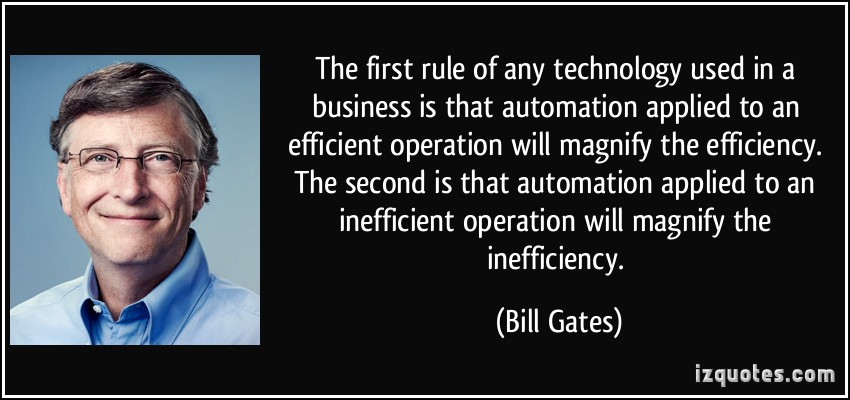 The first rule of any technology used in a
business is that automation applied to an
efficient operation will magnify the efficiency.
The second is that automation applied to an
inefficient operation will magnify the
inefficiency.
(Bill Gates)
izquotes.com